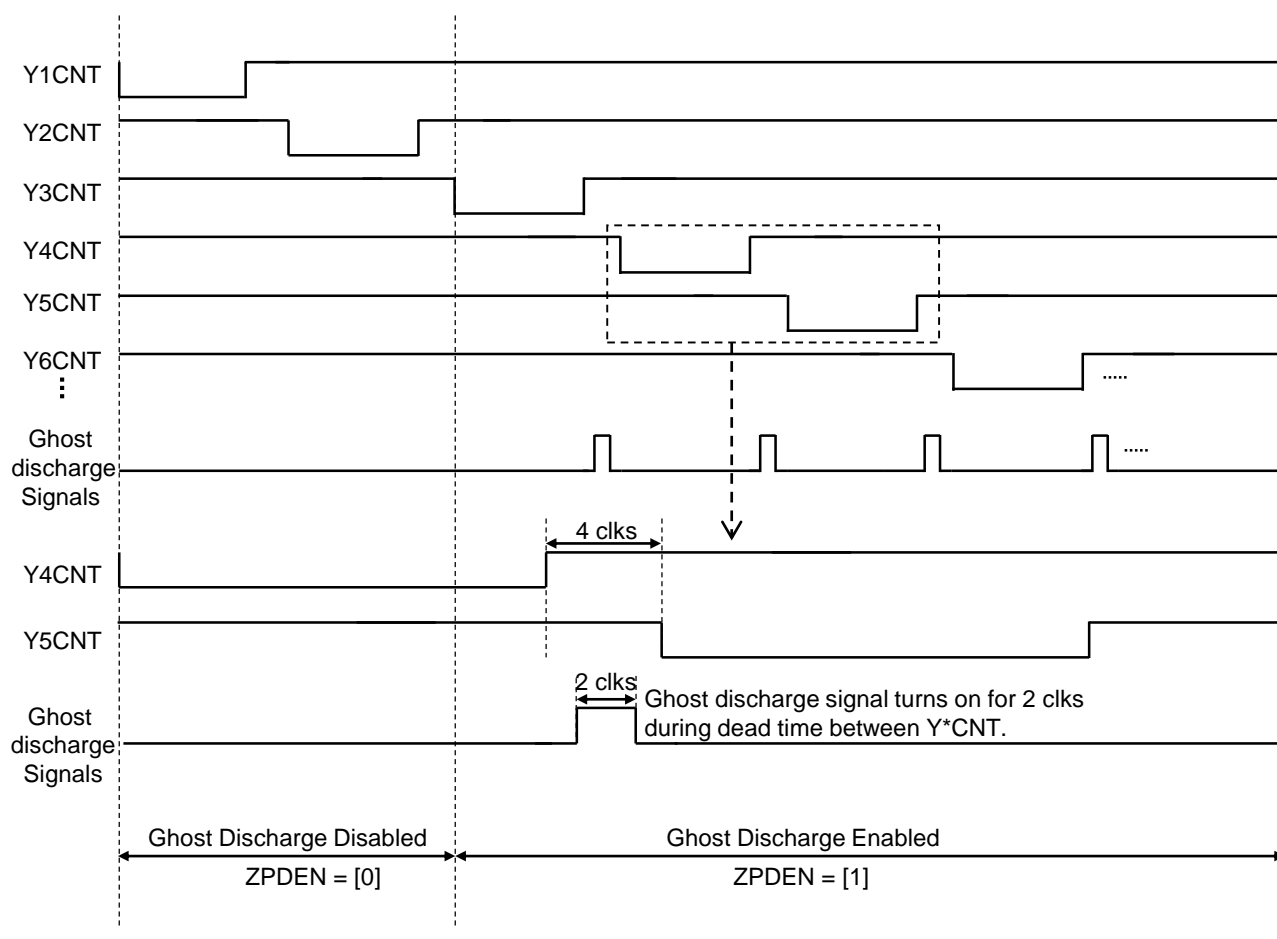 Y1CNT
Y2CNT
Y3CNT
Y4CNT
Y5CNT
Y6CNT
⋮
.....
Ghost
discharge
Signals
.....
4 clks
Y4CNT
Y5CNT
2 clks
Ghost discharge signal turns on for 2 clks
during dead time between Y*CNT.
Ghost
discharge
Signals
Ghost Discharge Disabled
Ghost Discharge Enabled
ZPDEN = [0]
ZPDEN = [1]